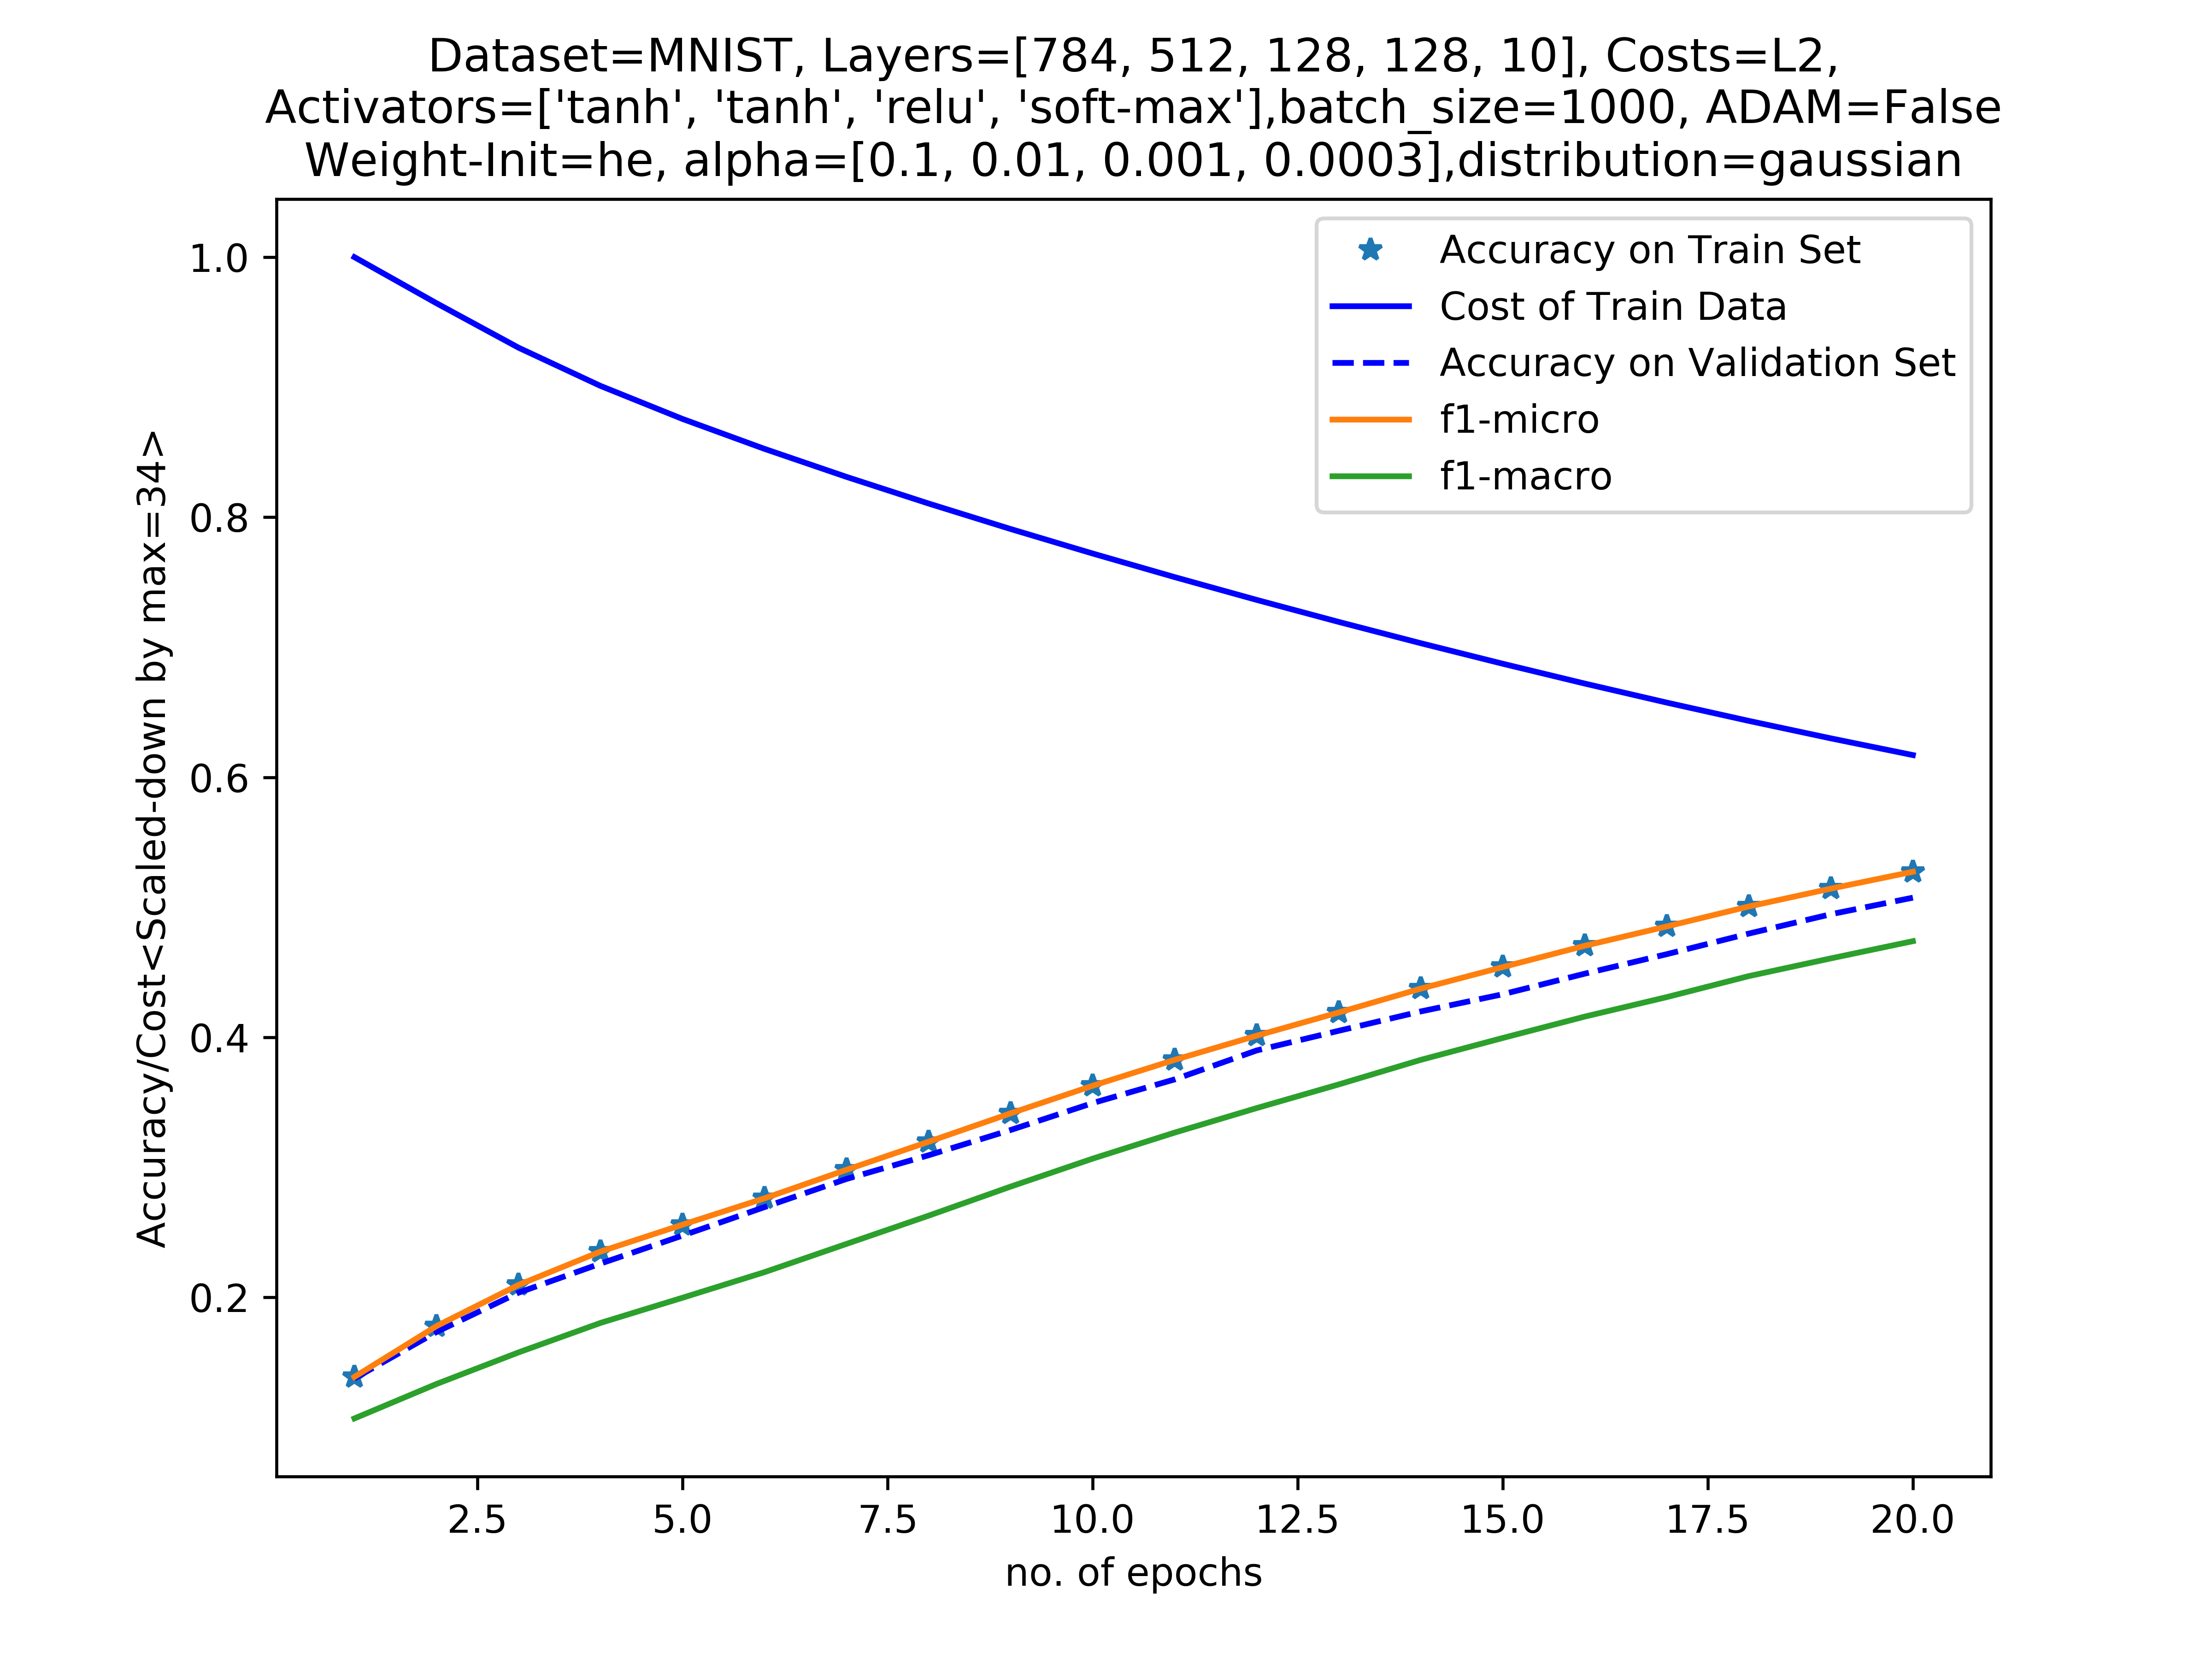 Dataset=MNIST, Layers=[784, 512, 128, 128, 10], Costs=L2,
Activators=['tanh', 'tanh', 'relu', 'soft-max'],batch_size=1000, ADAM=False
Weight-Init=he, alpha=[0.1, 0.01, 0.001, 0.0003],distribution=gaussian
Accuracy on Train Set
Cost of Train Data
Accuracy on Validation Set
f1-micro
f1-macro
Accuracy/Cost<Scaled-down by max=34>
1.0
0.8
0.6
0.4
0.2
2.5 5.0 7.5 10.0 12.5 15.0 17.5 20.0
no. of epochs